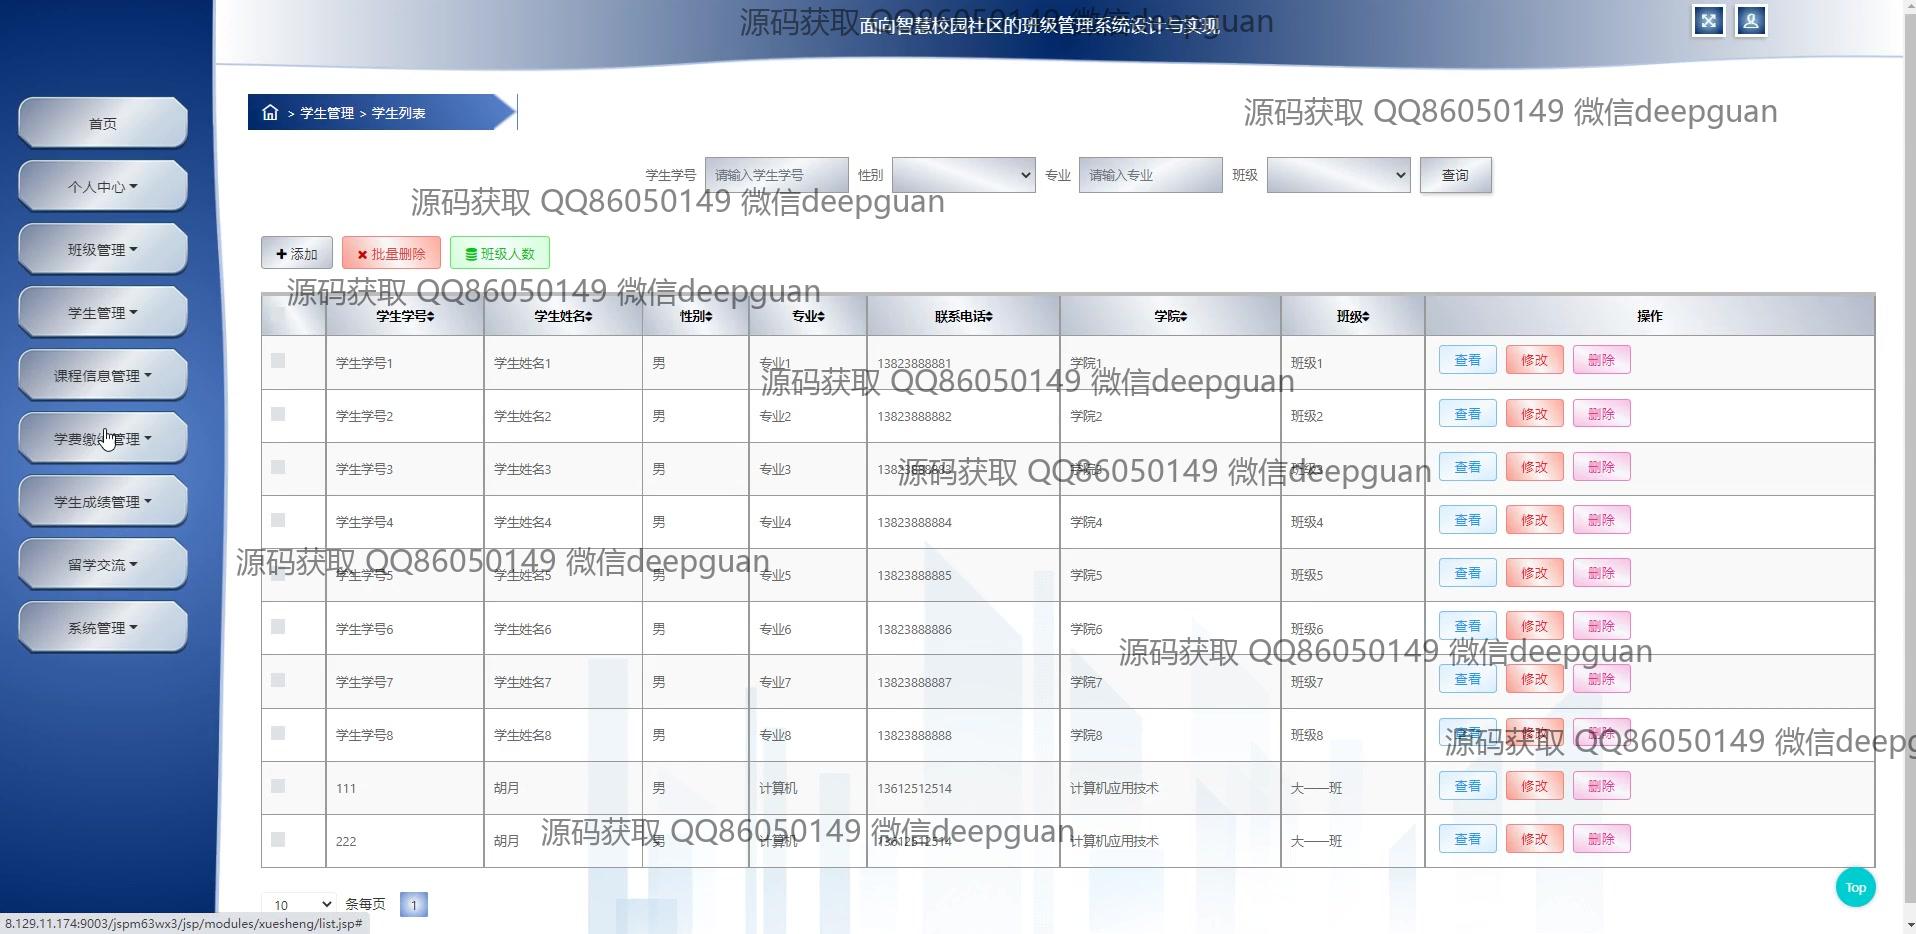 面向智慧校园社区的班级管理系统设计与实现
源码获取 QQ86050149 微信deepguan
首页
个人中心
班级管理
学生管理
课程信息管理
学费缴纳管理
学生成绩管理
留学交流
系统管理
> 学生管理 > 学生列表
源码获取 QQ86050149 微信deepguan
学生学号 请输入学生学号 性别 专业 请输入专业 班级 查询
源码获取 QQ86050149 微信deepguan
添加 批量删除 班级人数
源码获取 QQ86050149 微信deepguan
学生学号 学生姓名 性别 专业 联系电话 学院 班级 操作
学生学号1 学生姓名1 男 专业1 13823888881 学院1 班级1 查看 修改 删除
源码获取 QQ86050149 微信deepguan
学生学号2 学生姓名2 男 专业2 13823888882 学院2 班级2 查看 修改 删除
学生学号3 学生姓名3 男 专业3 13823888883 学院3 班级3 查看 修改 删除
源码获取 QQ86050149 微信deepguan
学生学号4 学生姓名4 男 专业4 13823888884 学院4 班级4 查看 修改 删除
源码获取 QQ86050149 微信deepguan
学生学号5 学生姓名5 男 专业5 13823888885 学院5 班级5 查看 修改 删除
学生学号6 学生姓名6 男 专业6 13823888886 学院6 班级6 查看 修改 删除
源码获取 QQ86050149 微信deepguan
学生学号7 学生姓名7 男 专业7 13823888887 学院7 班级7 查看 修改 删除
学生学号8 学生姓名8 男 专业8 13823888888 学院8 班级8 查看 修改 删除
源码获取 QQ86050149 微信deepg
111 胡月 男 计算机 13612512514 计算机应用技术 大一一班 查看 修改 删除
222 胡月 男 计算机 13612512514 计算机应用技术 大一一班 查看 修改 删除
源码获取 QQ86050149 微信deepguan
10 条每页 1
Top
8.129.11.174:9003/jspm63wx3/jsp/modules/xuesheng/list.jsp#